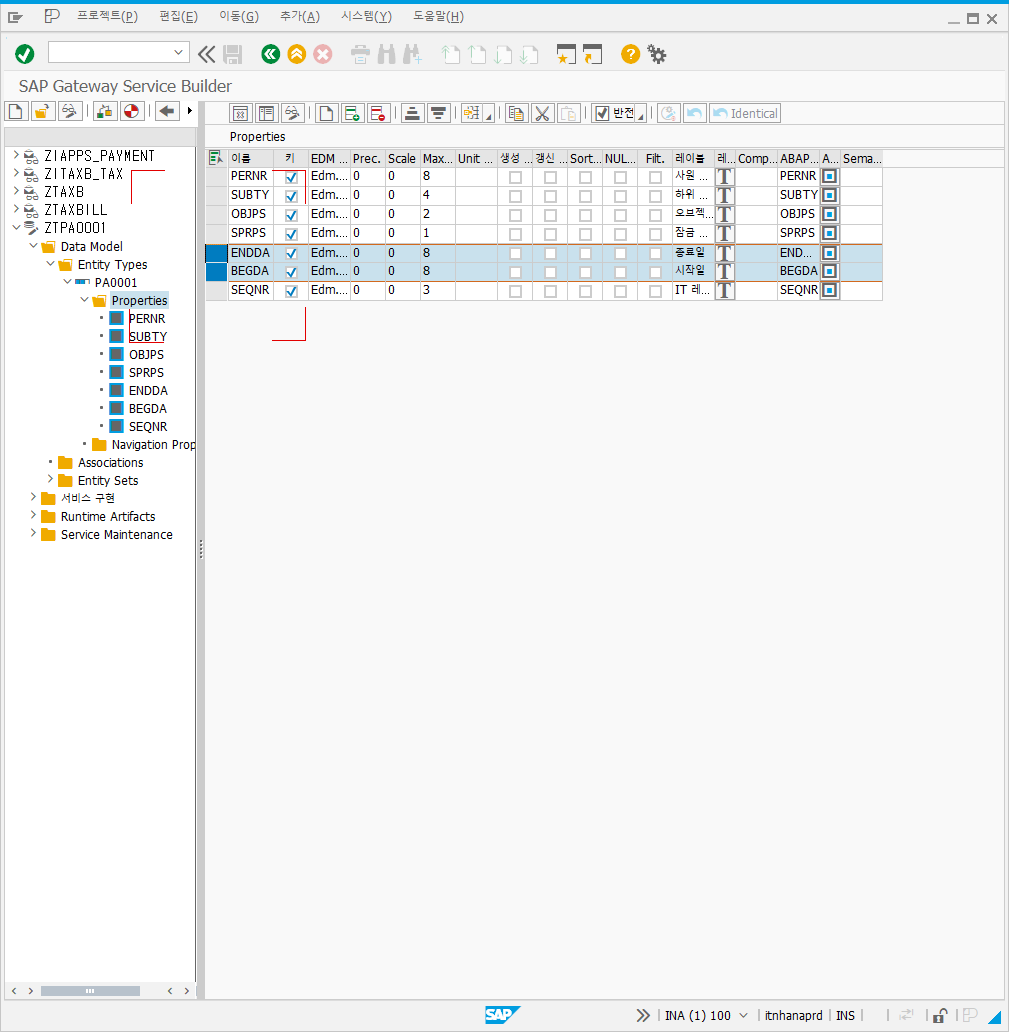 프로젝트(P) 편집(E) 이동(G) 추가(A) 시스템(Y) 도움말(H)
SAP Gateway Service Builder
반전 Identical
Properties
이름 키 EDM ... Prec. Scale Max... Unit ... 생성 ... 갱신 ... Sort... NUL... Filt. 레이블 레... Comp... ABAP... A... Sema...
PERNR Edm.... 0 0 8 사원 ... T PERNR
SUBTY Edm.... 0 0 4 하위 ... T SUBTY
OBJPS Edm.... 0 0 2 오브젝... T OBJPS
SPRPS Edm.... 0 0 1 잠금 ... T SPRPS
ENDDA Edm.... 0 0 8 종료일 T END...
BEGDA Edm.... 0 0 8 시작일 T BEGDA
SEQNR Edm.... 0 0 3 IT 레... T SEQNR
ZIAPPS_PAYMENT
ZITAXB_TAX
ZTAXB
ZTAXBILL
ZTPA0001
Data Model
Entity Types
PA0001
Properties
PERNR
SUBTY
OBJPS
SPRPS
ENDDA
BEGDA
SEQNR
Navigation Prop
Associations
Entity Sets
서비스 구현
Runtime Artifacts
Service Maintenance
SAP INA (1) 100 itnhanaprd INS